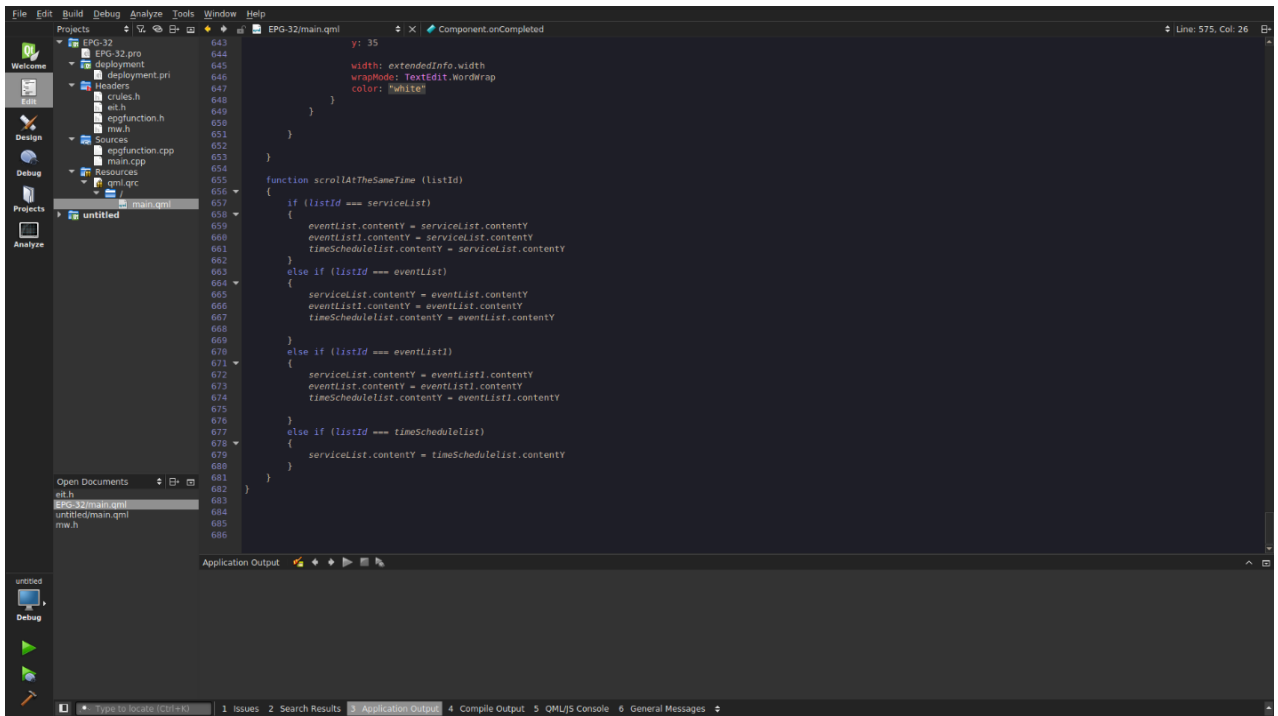 File Edit Build Debug Analyze Tools Window Help
Projects
EPG-32/main.qml
Component.onCompleted
Line: 575, Col: 26
Welcome
Edit
Design
Debug
Projects
Analyze
EPG-32
EPG-32.pro
deployment
deployment.pri
Headers
crules.h
eit.h
epgfunction.h
mw.h
Sources
epgfunction.cpp
main.cpp
Resources
qml.qrc
/
main.qml
untitled
643 y: 35
644
645 width: extendedInfo.width
646 wrapMode: TextEdit.WordWrap
647 color: "white"
648 }
649 }
650
651 }
652
653 }
654
655 function scrollAtTheSameTime (listId)
656 {
657 if (listId === serviceList)
658 {
659 eventList.contentY = serviceList.contentY
660 eventList1.contentY = serviceList.contentY
661 timeSchedulelist.contentY = serviceList.contentY
662 }
663 else if (listId === eventList)
664 {
665 serviceList.contentY = eventList.contentY
666 eventList1.contentY = eventList.contentY
667 timeSchedulelist.contentY = eventList.contentY
668
669 }
670 else if (listId === eventList1)
671 {
672 serviceList.contentY = eventList1.contentY
673 eventList.contentY = eventList1.contentY
674 timeSchedulelist.contentY = eventList1.contentY
675
676 }
677 else if (listId === timeSchedulelist)
678 {
679 serviceList.contentY = timeSchedulelist.contentY
680 }
681 }
682 }
683
684
685
686
Open Documents
eit.h
EPG-32/main.qml
untitled/main.qml
mw.h
Application Output
untitled
Debug
Type to locate (Ctrl+K)
1 Issues 2 Search Results 3 Application Output 4 Compile Output 5 QML/JS Console 6 General Messages